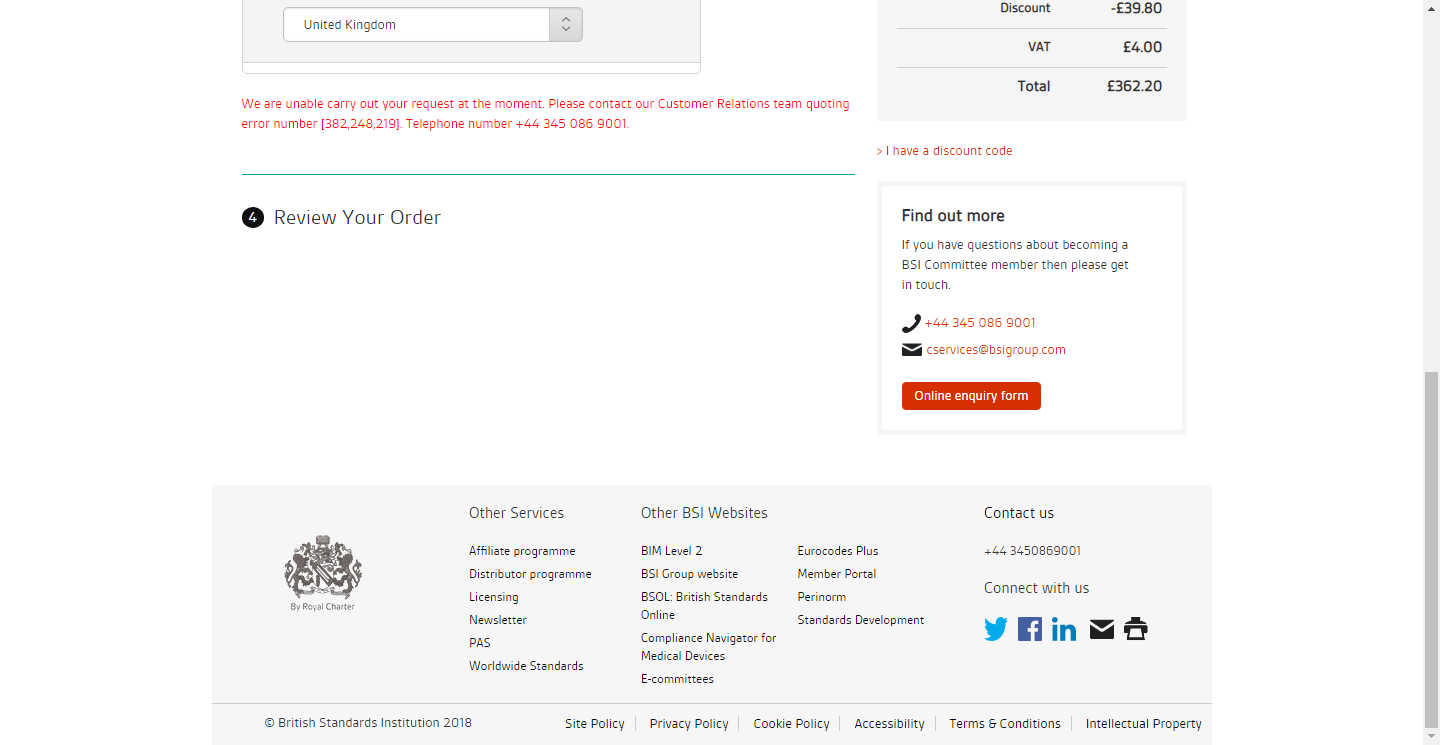 United Kingdom
Discount -£39.80
VAT £4.00
Total £362.20
We are unable carry out your request at the moment. Please contact our Customer Relations team quoting
error number [382,248,219]. Telephone number +44 345 086 9001.
> I have a discount code
4 Review Your Order
Find out more
If you have questions about becoming a
BSI Committee member then please get
in touch.
+44 345 086 9001
cservices@bsigroup.com
Online enquiry form
By Royal Charter
Other Services
Affiliate programme
Distributor programme
Licensing
Newsletter
PAS
Worldwide Standards
Other BSI Websites
BIM Level 2
BSI Group website
BSOL: British Standards
Online
Compliance Navigator for
Medical Devices
E-committees
Eurocodes Plus
Member Portal
Perinorm
Standards Development
Contact us
+44 3450869001
Connect with us
© British Standards Institution 2018
Site Policy
Privacy Policy
Cookie Policy
Accessibility
Terms & Conditions
Intellectual Property